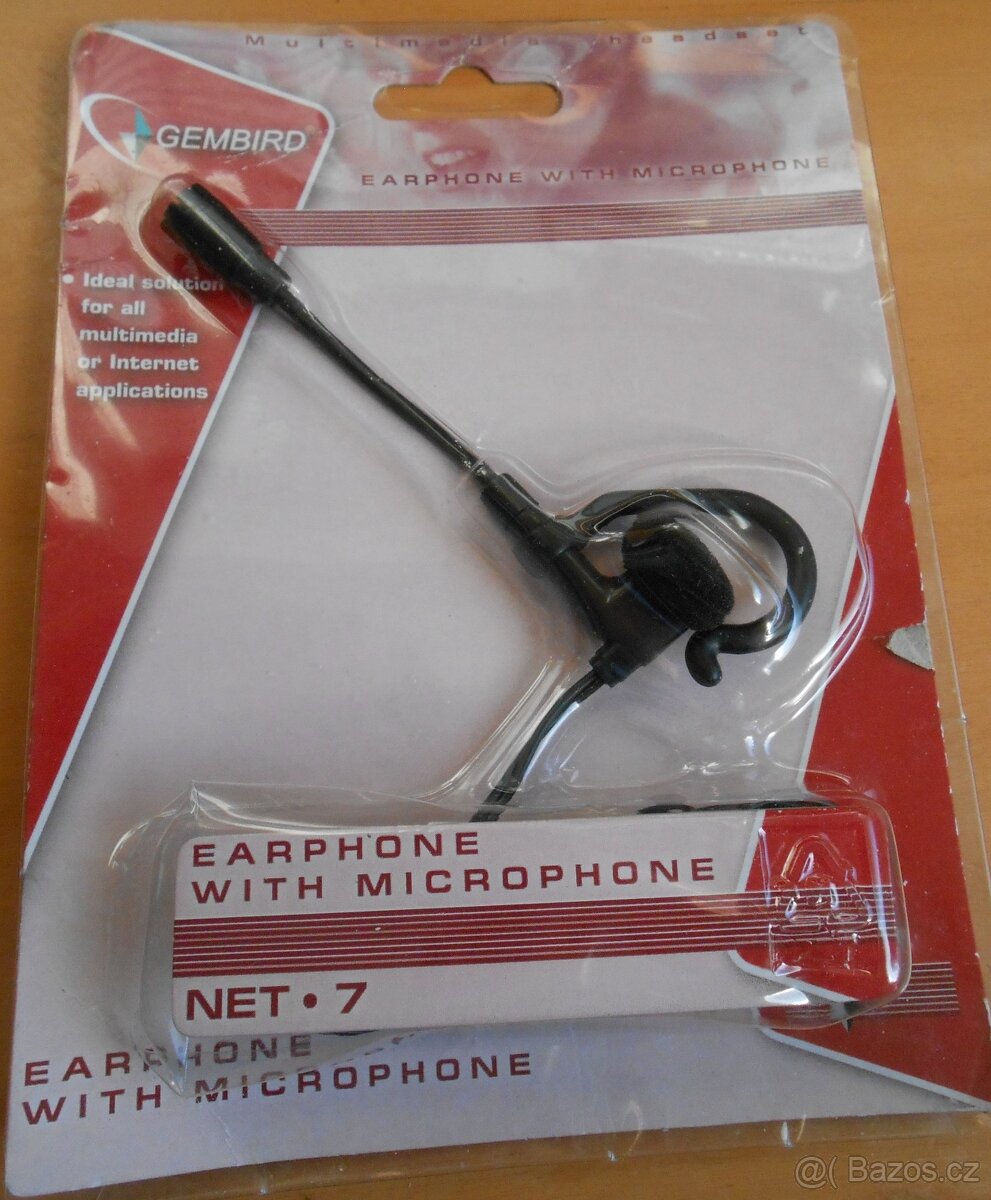 Multimedia headset
GEMBIRD
EARPHONE WITH MICROPHONE
• Ideal solution
for all
multimedia
or Internet
applications
EARPHONE
WITH MICROPHONE
NET • 7
EARPHONE
WITH MICROPHONE
@( Bazos.cz